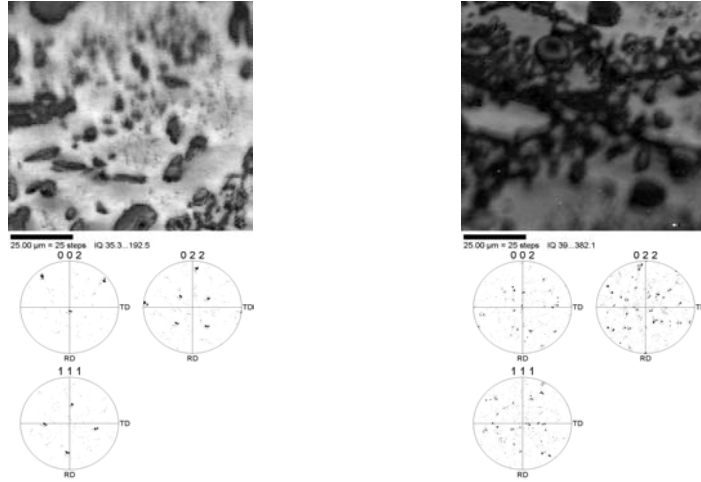 25.00 µm = 25 steps IQ 35.3...192.5
0 0 2
0 2 2
TD
TD
RD
RD
1 1 1
TD
RD
25.00 µm = 25 steps IQ 39...382.1
0 0 2
0 2 2
TD
RD
RD
1 1 1
TD
RD